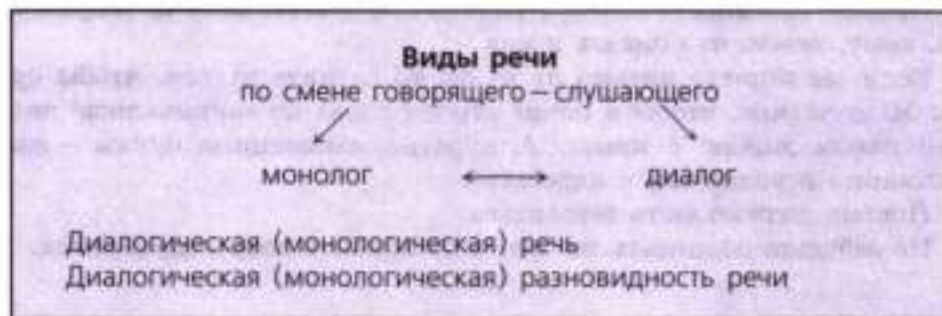 Виды речи
по смене говорящего – слушающего
монолог ↔ диалог
Диалогическая (монологическая) речь
Диалогическая (монологическая) разновидность речи